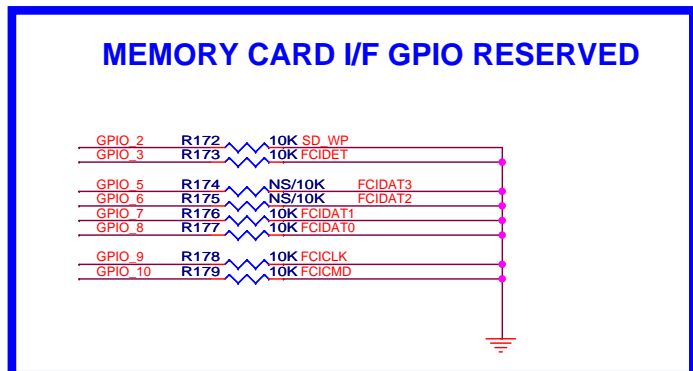 MEMORY CARD I/F GPIO RESERVED
GPIO_2 R172 10K SD_WP
GPIO_3 R173 10K FCIDET
GPIO_5 R174 NS/10K FCIDAT3
GPIO_6 R175 NS/10K FCIDAT2
GPIO_7 R176 10K FCIDAT1
GPIO_8 R177 10K FCIDAT0
GPIO_9 R178 10K FCICLK
GPIO_10 R179 10K FCICMD